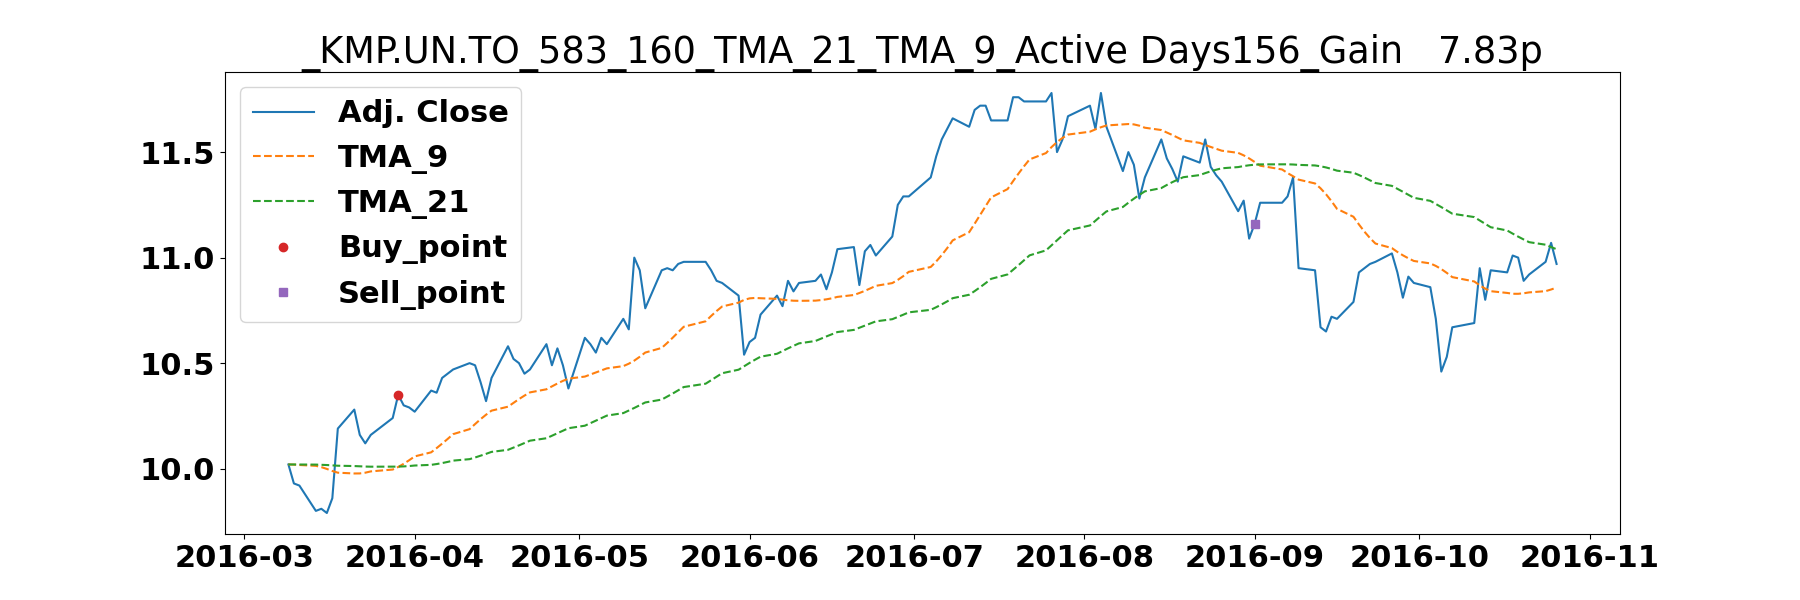 _KMP.UN.TO_583_160_TMA_21_TMA_9_Active Days156_Gain   7.83p
Adj. Close
TMA_9
TMA_21
Buy_point
Sell_point
11.5
11.0
10.5
10.0
2016-03 2016-04 2016-05 2016-06 2016-07 2016-08 2016-09 2016-10 2016-11